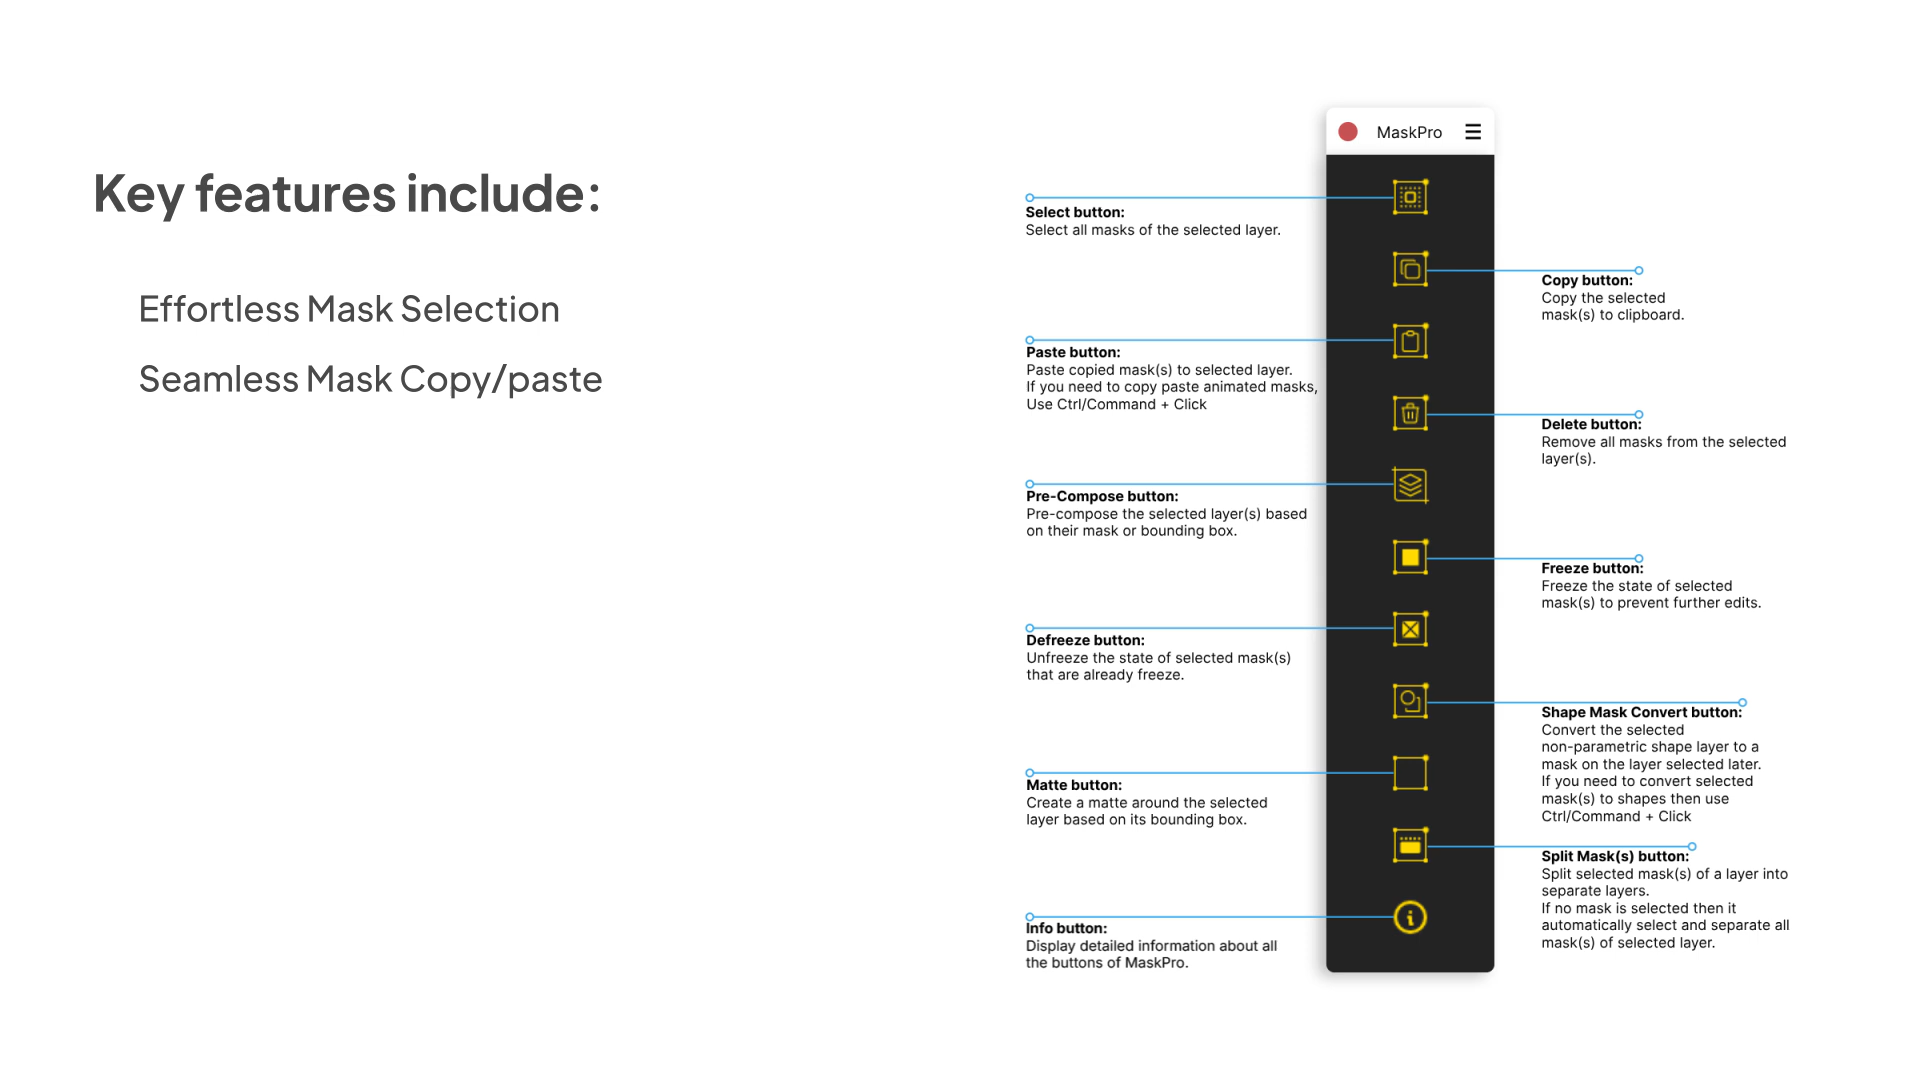 Key features include:
Effortless Mask Selection
Seamless Mask Copy/paste
MaskPro
Select button:
Select all masks of the selected layer.
Copy button:
Copy the selected
mask(s) to clipboard.
Paste button:
Paste copied mask(s) to selected layer.
If you need to copy paste animated masks,
Use Ctrl/Command + Click
Delete button:
Remove all masks from the selected
layer(s).
Pre-Compose button:
Pre-compose the selected layer(s) based
on their mask or bounding box.
Freeze button:
Freeze the state of selected
mask(s) to prevent further edits.
Defreeze button:
Unfreeze the state of selected mask(s)
that are already freeze.
Shape Mask Convert button:
Convert the selected
non-parametric shape layer to a
mask on the layer selected later.
If you need to convert selected
mask(s) to shapes then use
Ctrl/Command + Click
Matte button:
Create a matte around the selected
layer based on its bounding box.
Split Mask(s) button:
Split selected mask(s) of a layer into
separate layers.
If no mask is selected then it
automatically select and separate all
mask(s) of selected layer.
Info button:
Display detailed information about all
the buttons of MaskPro.